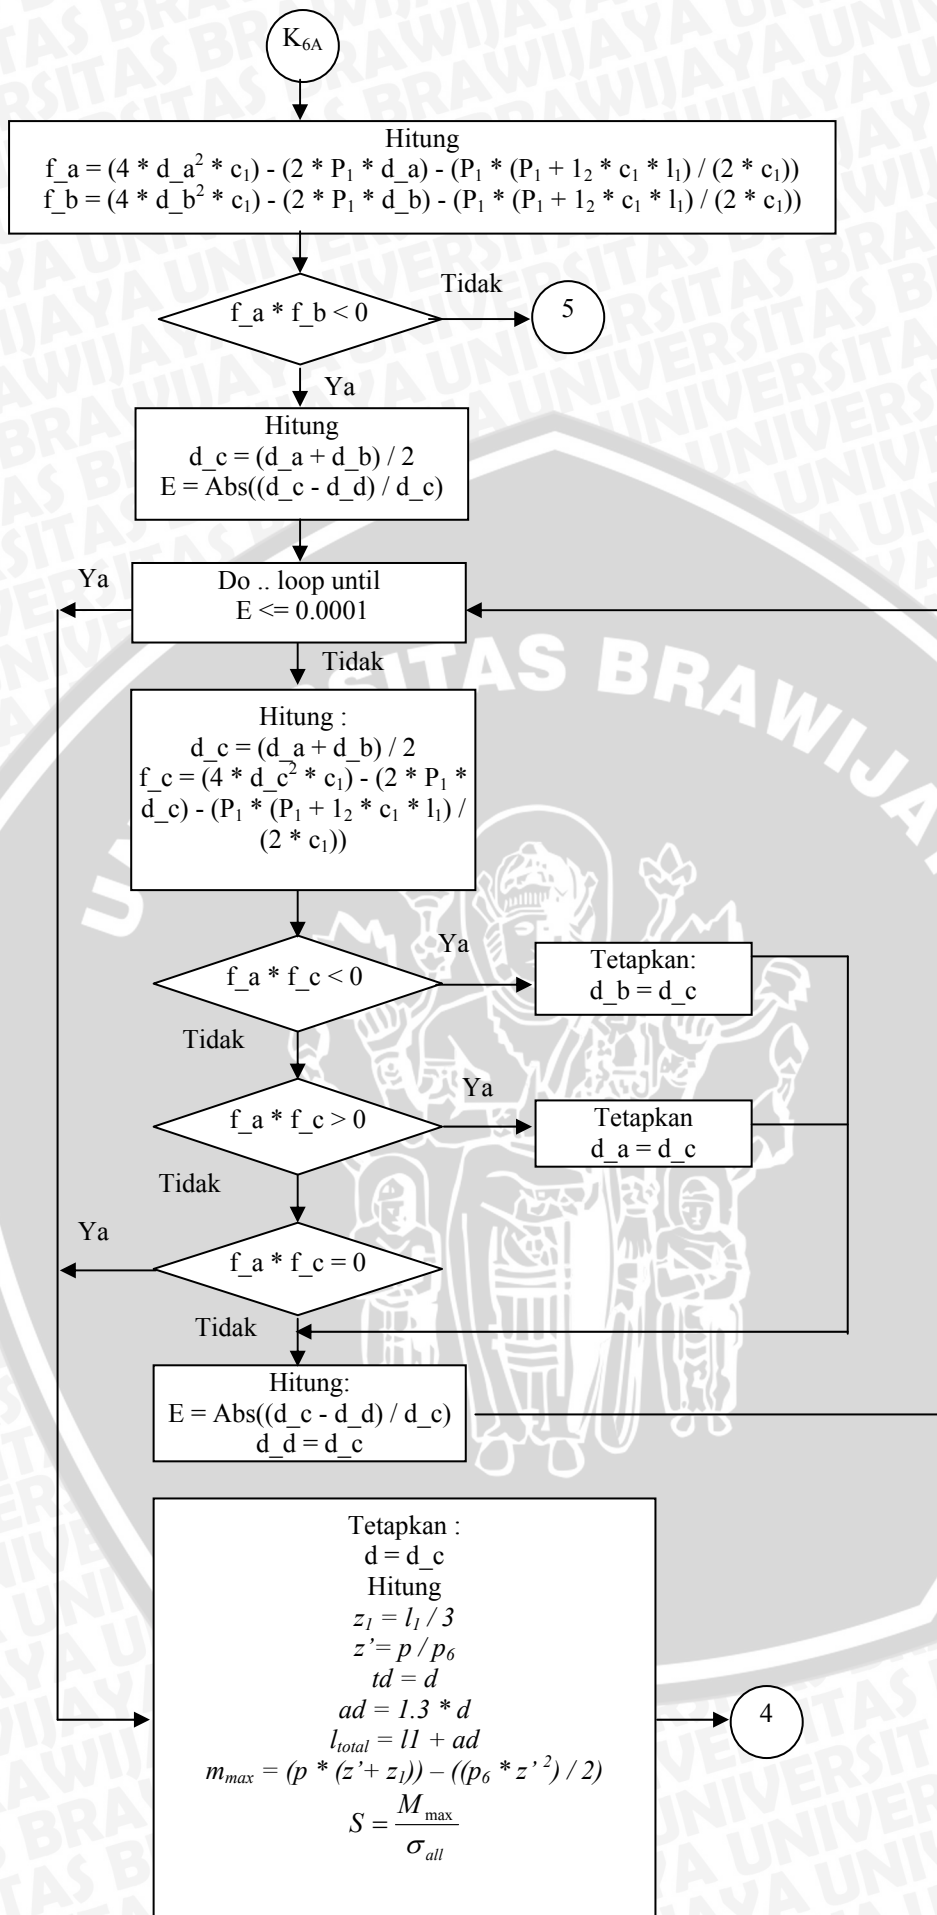 K₆A
Hitung
f_a = (4 * d_a² * c₁) - (2 * P₁ * d_a) - (P₁ * (P₁ + 1₂ * c₁ * l₁) / (2 * c₁))
f_b = (4 * d_b² * c₁) - (2 * P₁ * d_b) - (P₁ * (P₁ + 1₂ * c₁ * l₁) / (2 * c₁))
f_a * f_b < 0
Tidak
5
Ya
Hitung
d_c = (d_a + d_b) / 2
E = Abs((d_c - d_d) / d_c)
Ya
Do .. loop until
E <= 0.0001
Tidak
Hitung :
d_c = (d_a + d_b) / 2
f_c = (4 * d_c² * c₁) - (2 * P₁ *
d_c) - (P₁ * (P₁ + 1₂ * c₁ * l₁) /
(2 * c₁))
f_a * f_c < 0
Ya
Tetapkan:
d_b = d_c
Tidak
f_a * f_c > 0
Ya
Tetapkan
d_a = d_c
Tidak
Ya
f_a * f_c = 0
Tidak
Hitung:
E = Abs((d_c - d_d) / d_c)
d_d = d_c
Tetapkan :
d = d_c
Hitung
z₁ = l₁ / 3
z’= p / p₆
td = d
ad = 1.3 * d
l_total = l1 + ad
m_max = (p * (z’+ z₁)) – ((p₆ * z’ ²) / 2)
S = M_max / σ_all
4
UNIVERSITAS BRAWIJAYA